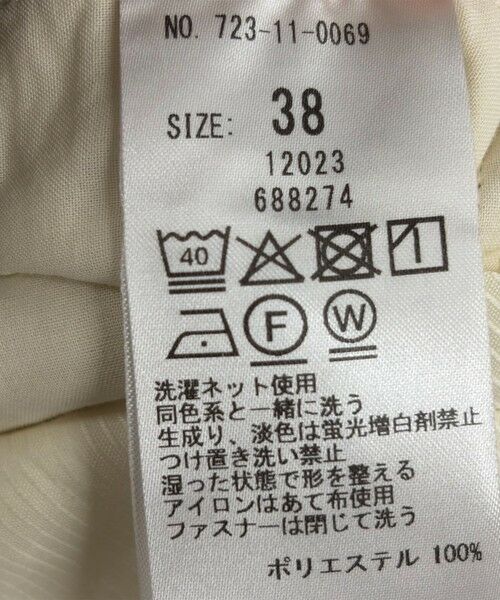 NO. 723-11-0069
SIZE: 38
12023
688274
40
F W
洗濯ネット使用
同色系と一緒に洗う
生成り、淡色は蛍光増白剤禁止
つけ置き洗い禁止
湿った状態で形を整える
アイロンはあて布使用
ファスナーは閉じて洗う
ポリエステル 100%